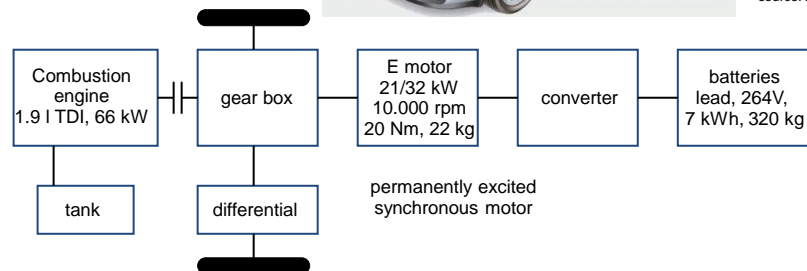 Combustion
engine
1.9 l TDI, 66 kW
gear box
E motor
21/32 kW
10.000 rpm
20 Nm, 22 kg
converter
batteries
lead, 264V,
7 kWh, 320 kg
tank
differential
permanently excited
synchronous motor